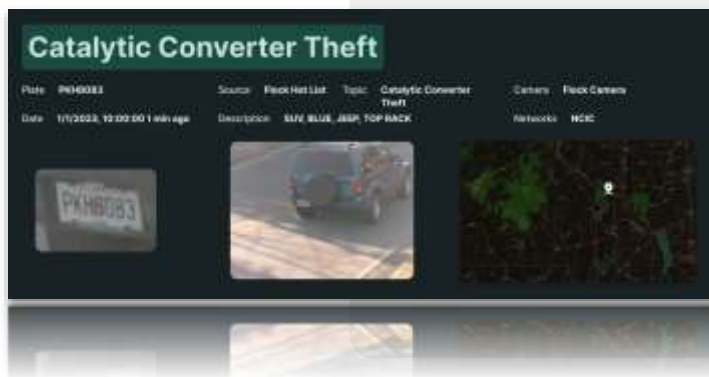 Catalytic Converter Theft
Plate PKH8083 Source Flock Hot List Topic Catalytic Converter Camera Flock Camera
Theft
Date 1/1/2023, 10:00:00 1 min ago Description SUV, BLUE, JEEP, TOP RACK Networks NCIC
PKH8083